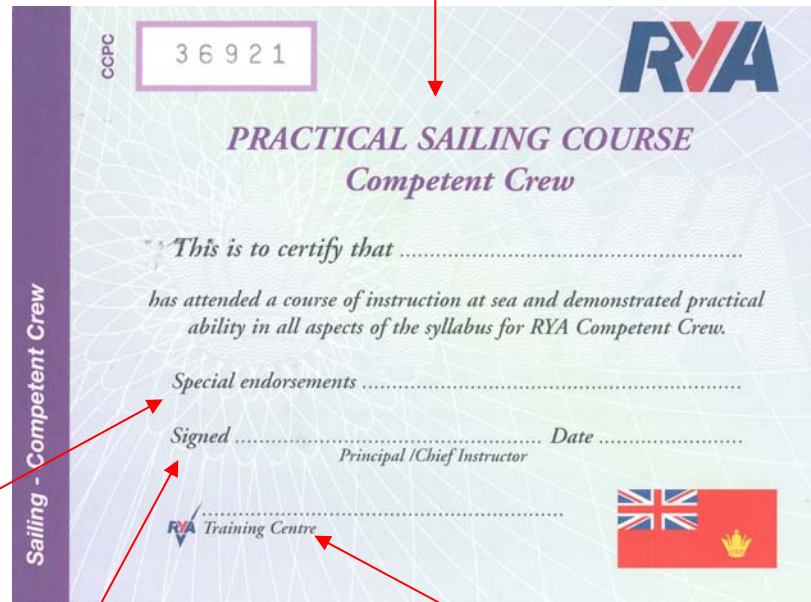 CCPC
36921
RYA
PRACTICAL SAILING COURSE
Competent Crew
This is to certify that ................................................................
has attended a course of instruction at sea and demonstrated practical
ability in all aspects of the syllabus for RYA Competent Crew.
Special endorsements ......................................................................
Signed ......................................................... Date ...........................
Principal /Chief Instructor
...................................................................
RYA Training Centre
Sailing - Competent Crew